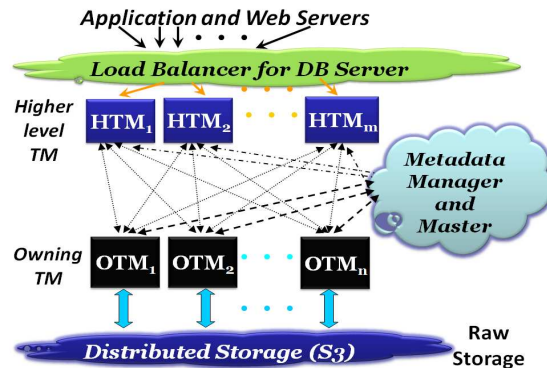 Application and Web Servers
Load Balancer for DB Server
Higher
level
TM
HTM1
HTM2
HTMm
Metadata
Manager
and
Master
Owning
TM
OTM1
OTM2
OTMn
Distributed Storage (S3)
Raw
Storage